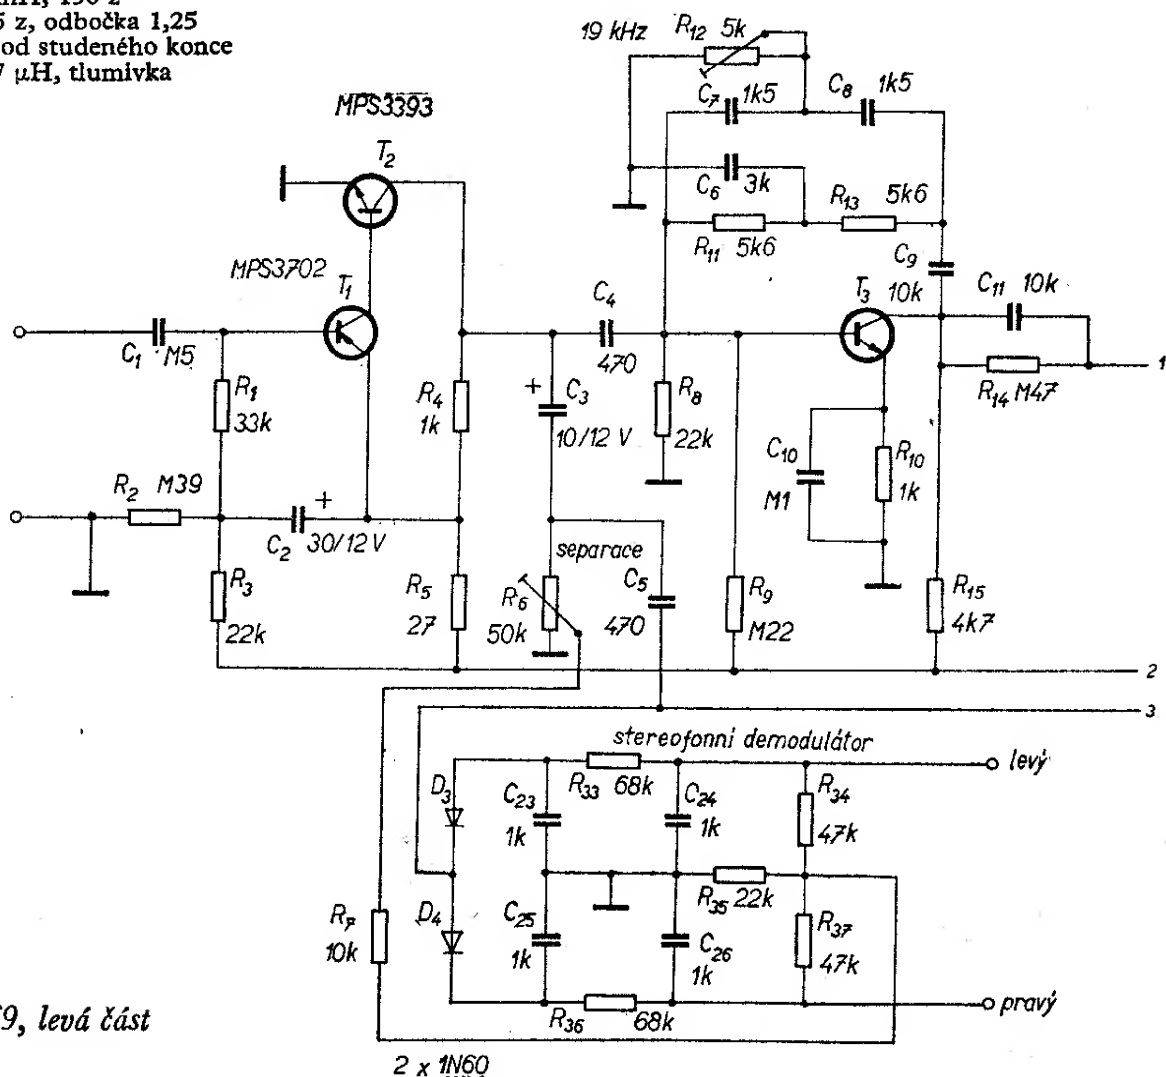 5 z, odbočka 1,25
od studeného konce
7 μH, tlumivka
MPS3393
T2
MPS3702
T1
C1 M5
R1
33k
R2 M39
C2 30/12 V
+
R3
22k
R4
1k
R5
27
+
C3
10/12 V
C4
470
separace
R6
50k
C5
470
19 kHz
R12 5k
C7 1k5
C8 1k5
C6 3k
R11 5k6
R13 5k6
C9
10k
T3
C11 10k
R14 M47
1
R8
22k
C10
M1
R10
1k
R9
M22
R15
4k7
2
3
stereofonní demodulátor
levý
D3
C23
1k
R33 68k
C24
1k
R34
47k
R35 22k
R7
10k
D4
C25
1k
C26
1k
R37
47k
R36 68k
pravý
9, levá část
2 x 1N60